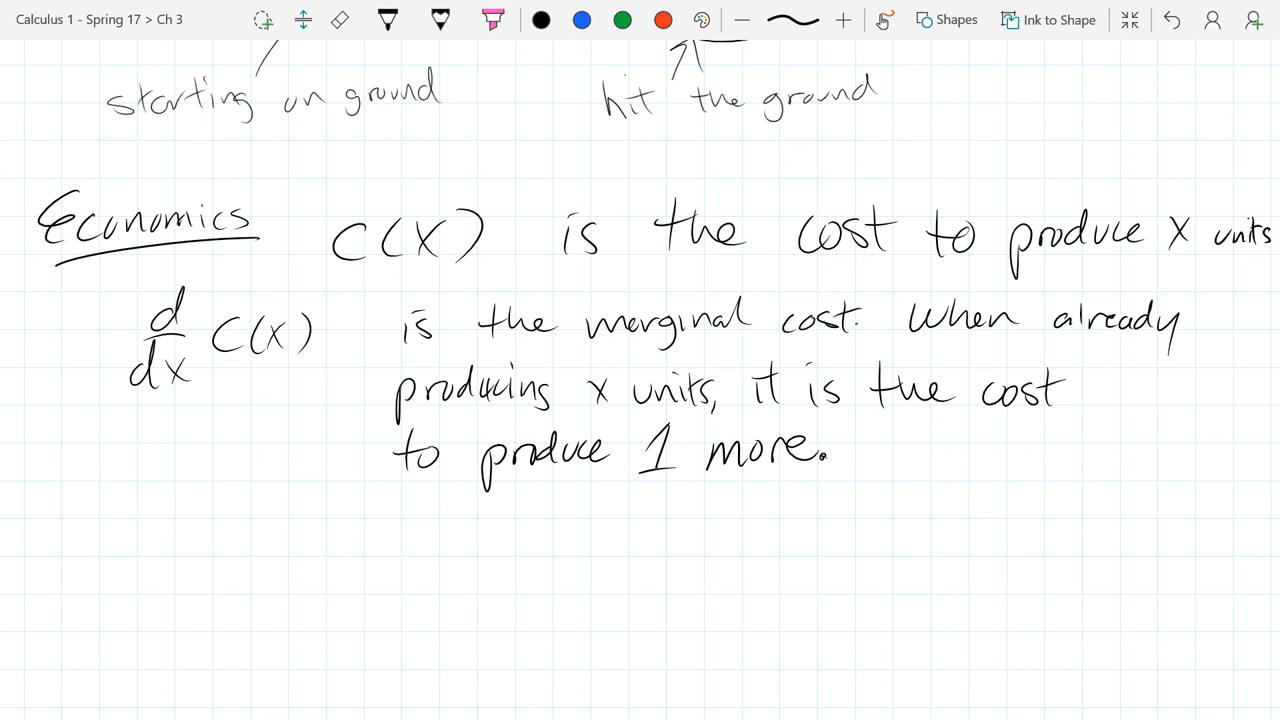 Calculus 1 - Spring 17 > Ch 3
Shapes
Ink to Shape
starting on ground
hit the ground
Economics C(X) is the cost to produce x units
d/dx C(x) is the merginal cost. When already
producing x units, it is the cost
to produce 1 more.